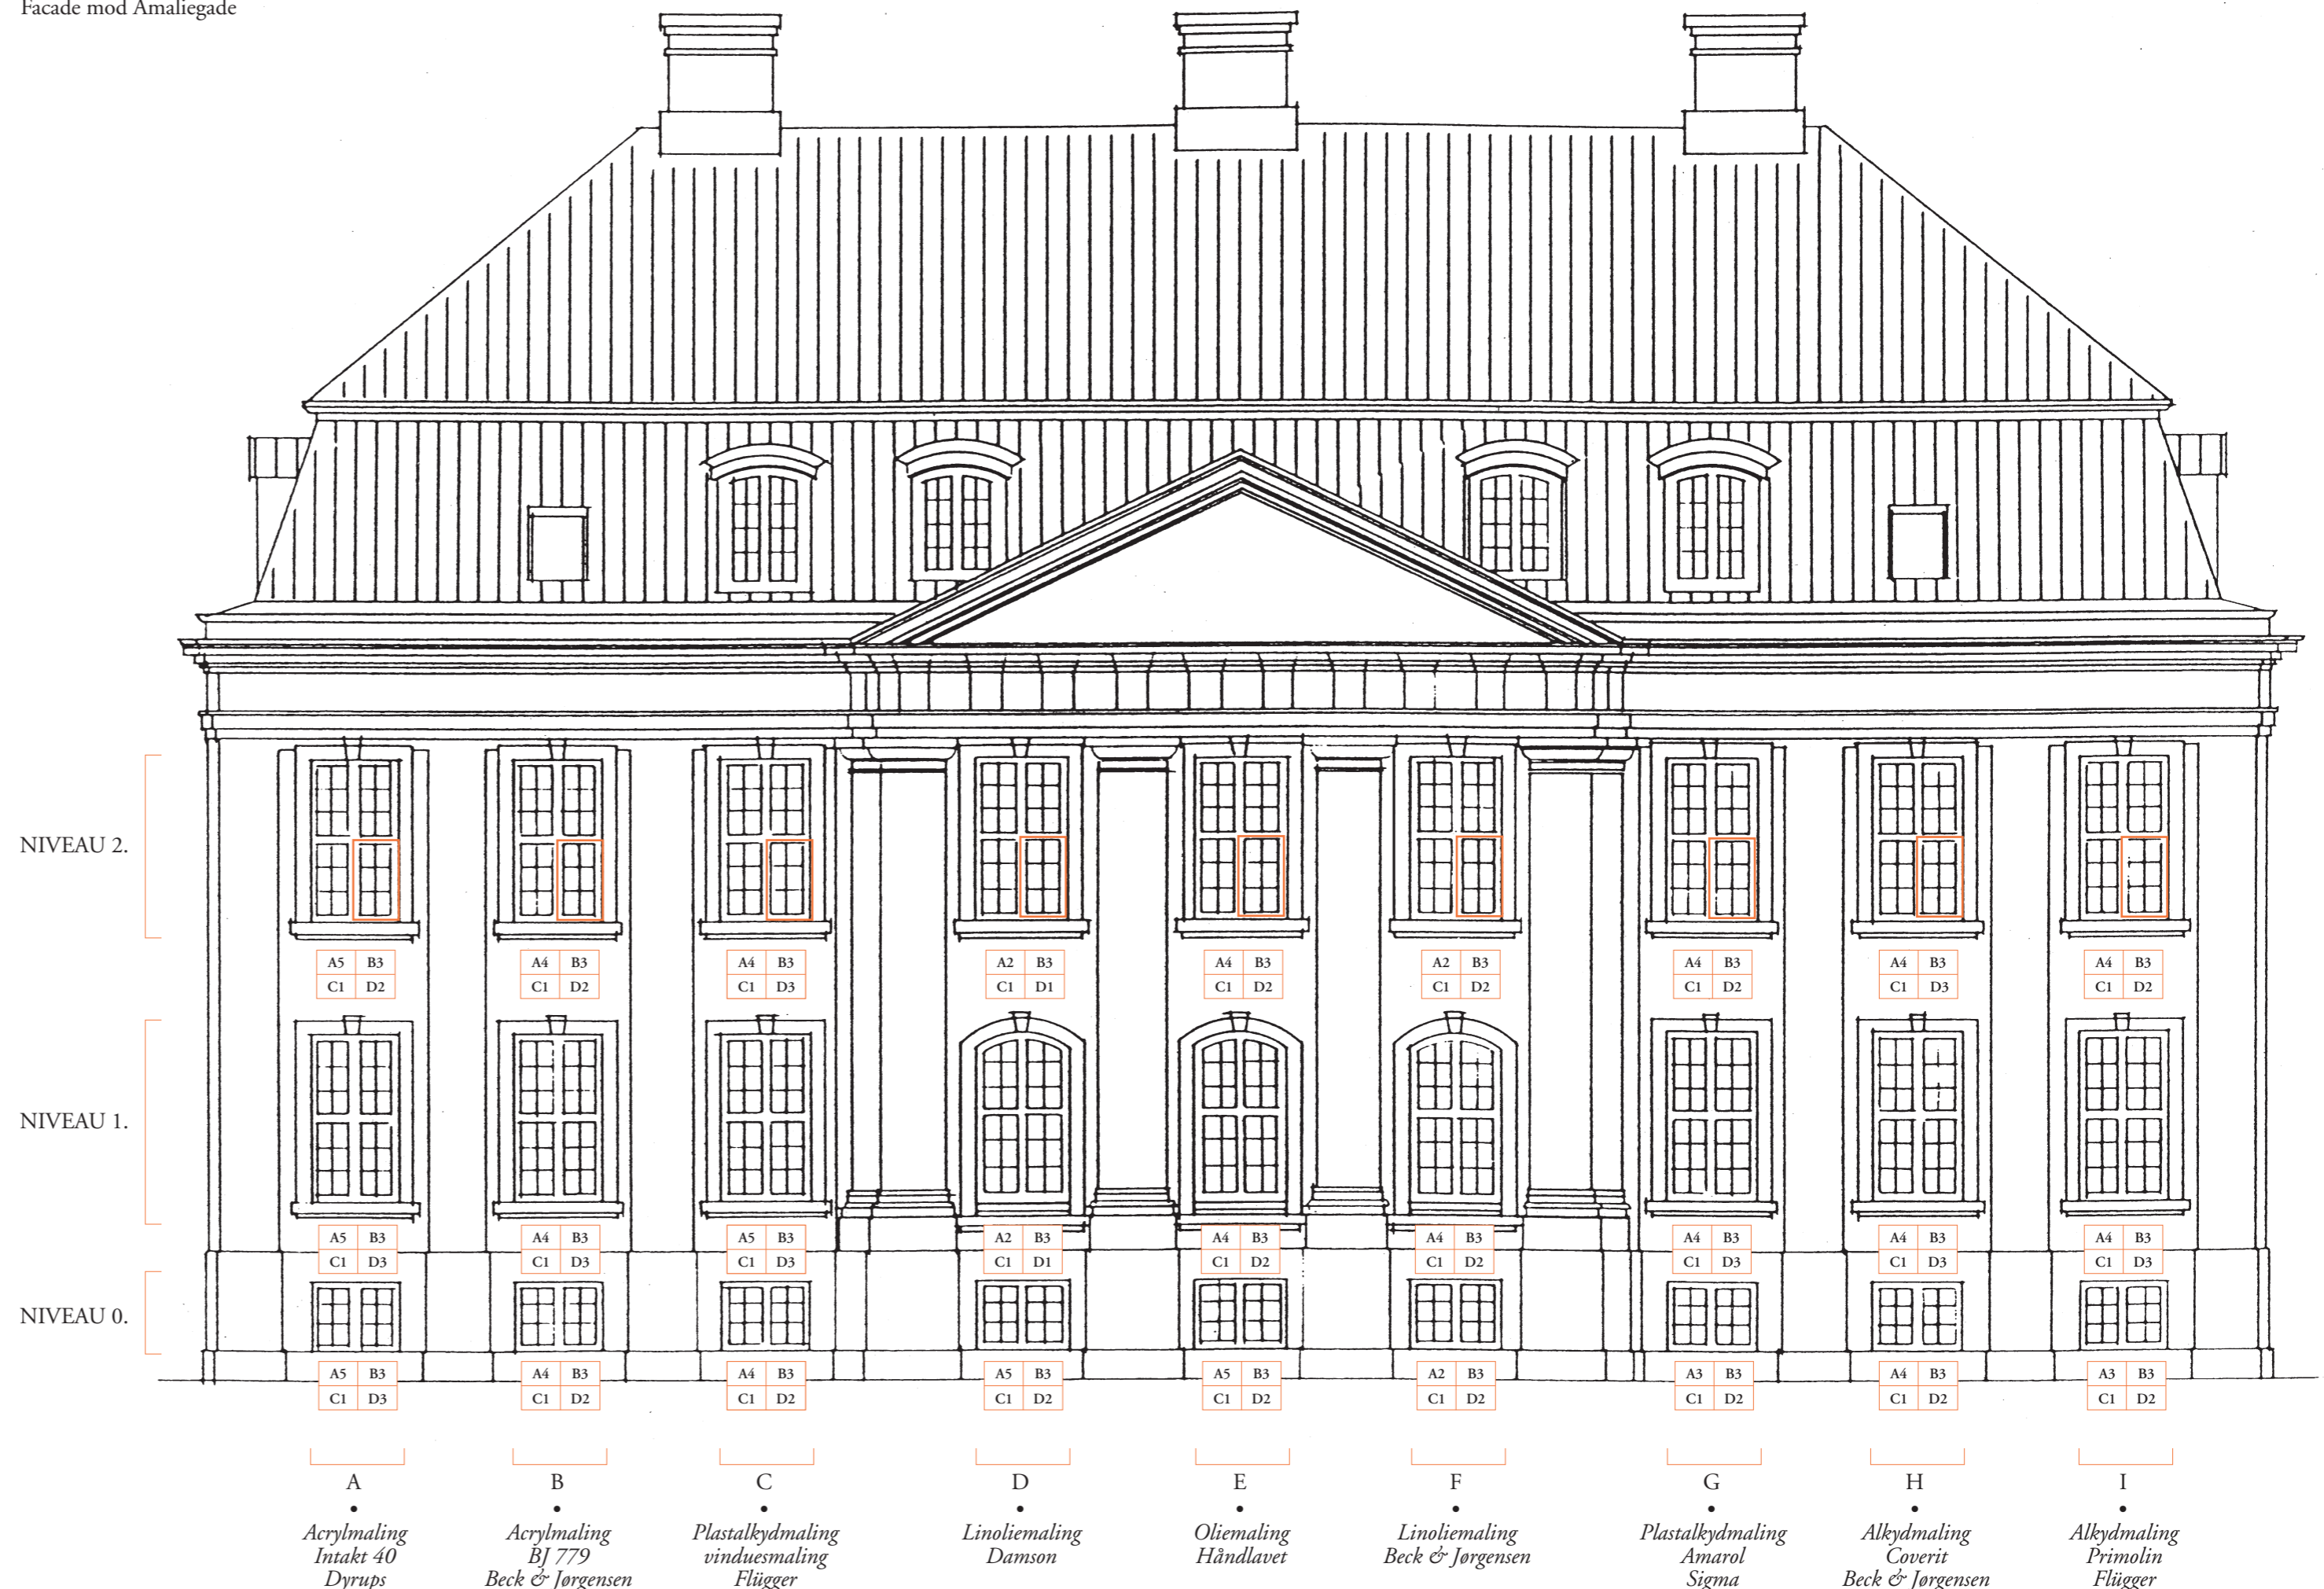 Facade mod Amaliegade
NIVEAU 2.
A5 B3 A4 B3 A4 B3 A2 B3 A4 B3 A2 B3 A4 B3 A4 B3 A4 B3
C1 D2 C1 D2 C1 D3 C1 D1 C1 D2 C1 D2 C1 D2 C1 D3 C1 D2
NIVEAU 1.
A5 B3 A4 B3 A5 B3 A2 B3 A4 B3 A4 B3 A4 B3 A4 B3 A4 B3
C1 D3 C1 D3 C1 D3 C1 D1 C1 D2 C1 D2 C1 D3 C1 D3 C1 D3
NIVEAU 0.
A5 B3 A4 B3 A4 B3 A5 B3 A5 B3 A2 B3 A3 B3 A4 B3 A3 B3
C1 D3 C1 D2 C1 D2 C1 D2 C1 D2 C1 D2 C1 D2 C1 D2 C1 D2
A
Acrylmaling
Intakt 40
Dyrups
B
Acrylmaling
BJ 779
Beck & Jørgensen
C
Plastalkydmaling
vinduesmaling
Flügger
D
Linoliemaling
Damson
E
Oliemaling
Håndlavet
F
Linoliemaling
Beck & Jørgensen
G
Plastalkydmaling
Amarol
Sigma
H
Alkydmaling
Coverit
Beck & Jørgensen
I
Alkydmaling
Primolin
Flügger